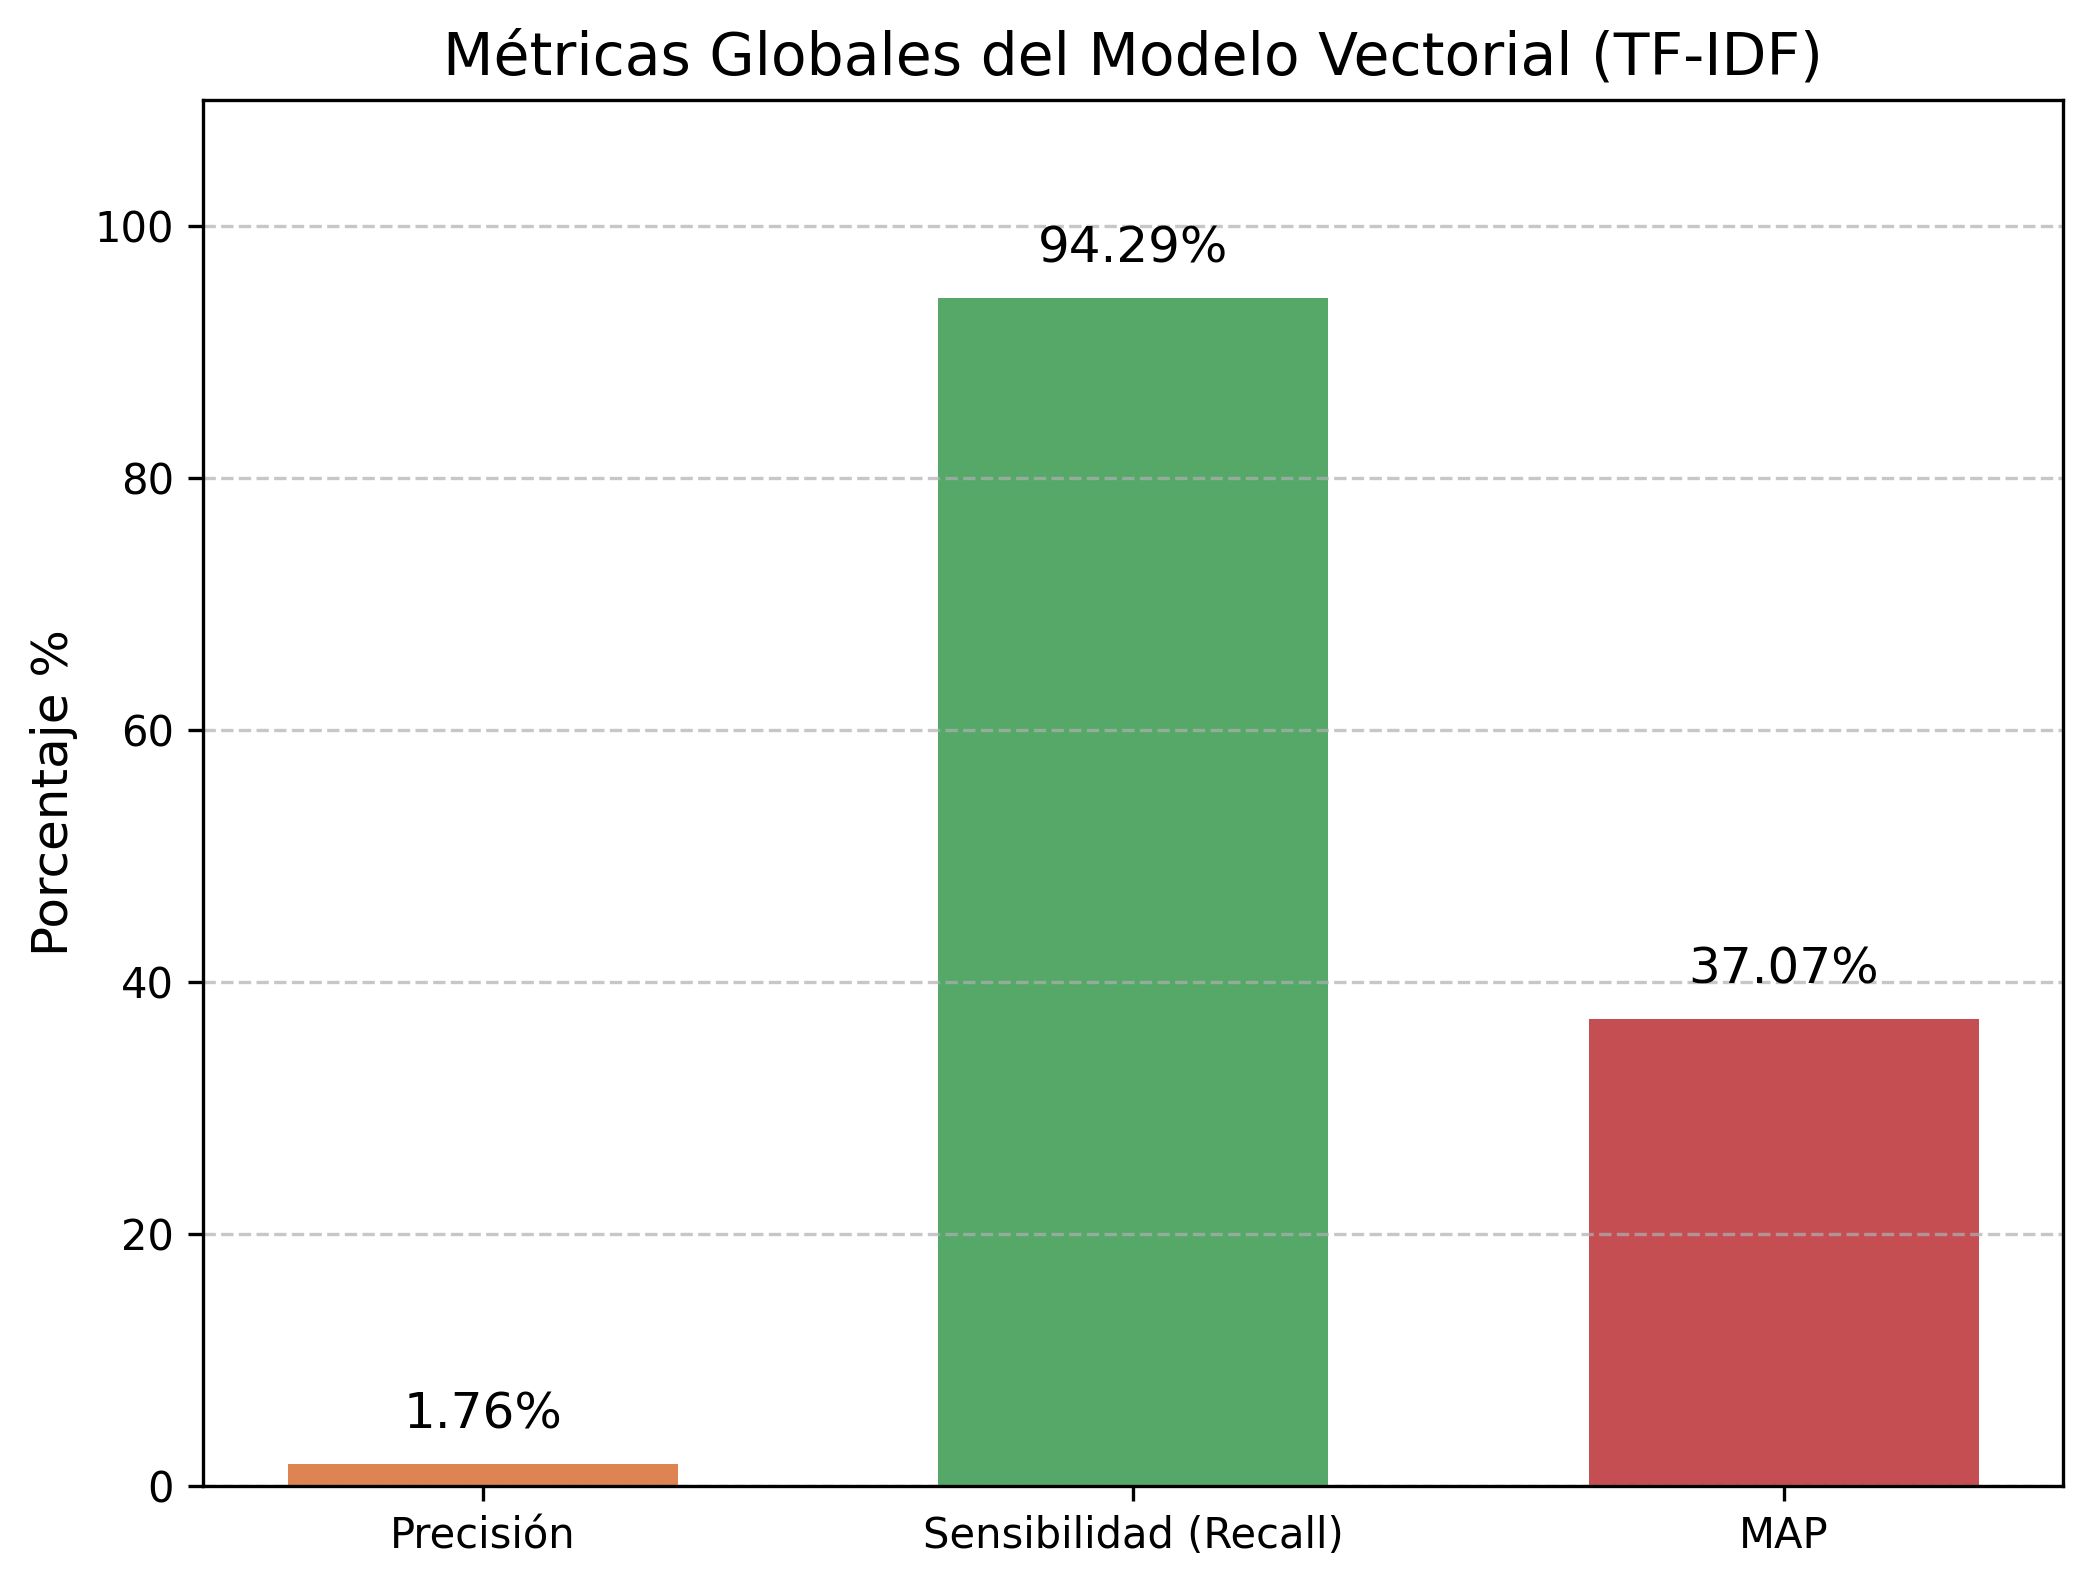 Métricas Globales del Modelo Vectorial (TF-IDF)
Porcentaje %
100
80
60
40
20
0
94.29%
37.07%
1.76%
Precisión
Sensibilidad (Recall)
MAP